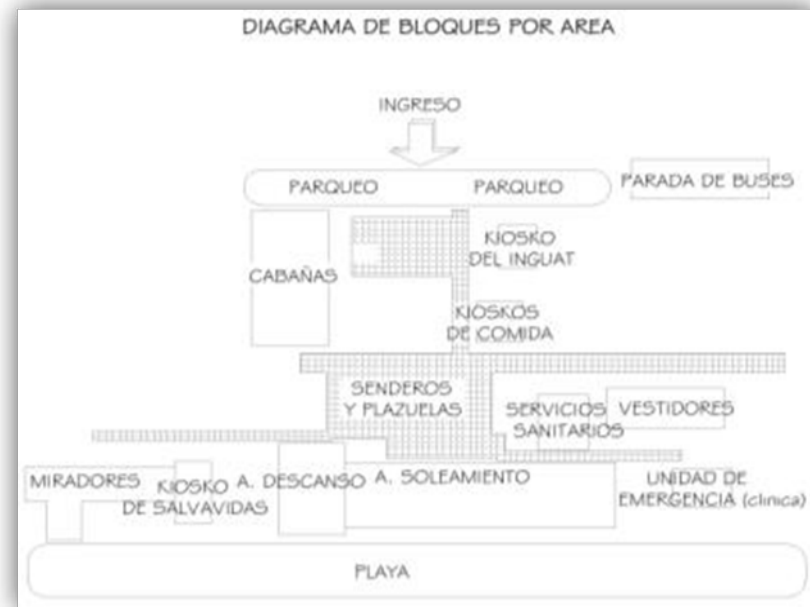 DIAGRAMA DE BLOQUES POR AREA
INGRESO
PARQUEO PARQUEO
PARADA DE BUSES
KIOSKO
DEL INGUAT
CABAÑAS
KIOSKOS
DE COMIDA
SENDEROS
Y PLAZUELAS
SERVICIOS
SANITARIOS
VESTIDORES
MIRADORES
KIOSKO
DE SALVAVIDAS
A. DESCANSO
A. SOLEAMIENTO
UNIDAD DE
EMERGENCIA (clinica)
PLAYA